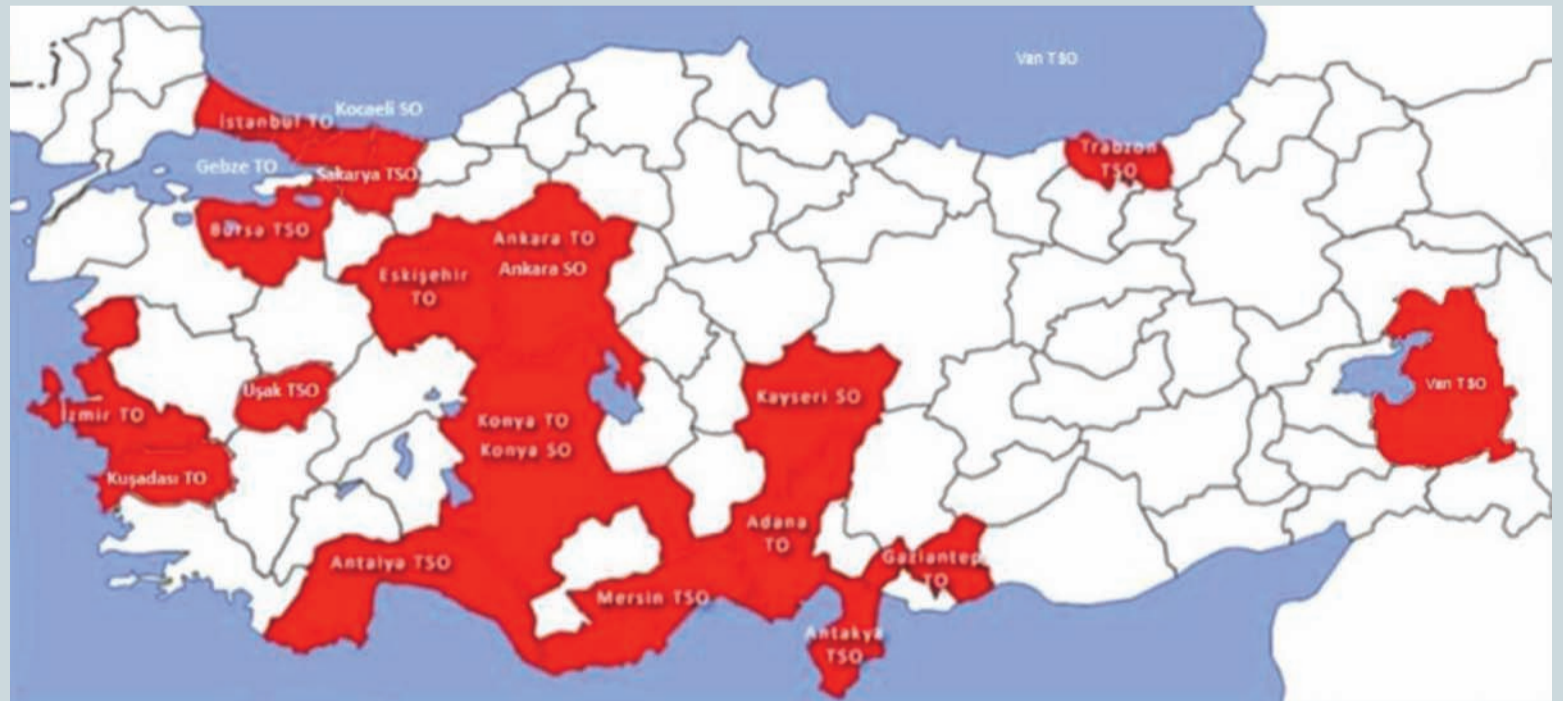 Van TSO
İstanbul TO
Kocaeli SO
Gebze TO
Sakarya TSO
Trabzon
TSO
Bursa TSO
Ankara TO
Ankara SO
Eskişehir
TO
Uşak TSO
Van TSO
İzmir TO
Kayseri SO
Konya TO
Konya SO
Kuşadası TO
Adana
TO
Antalya TSO
Gaziantep
TO
Mersin TSO
Antakya
TSO